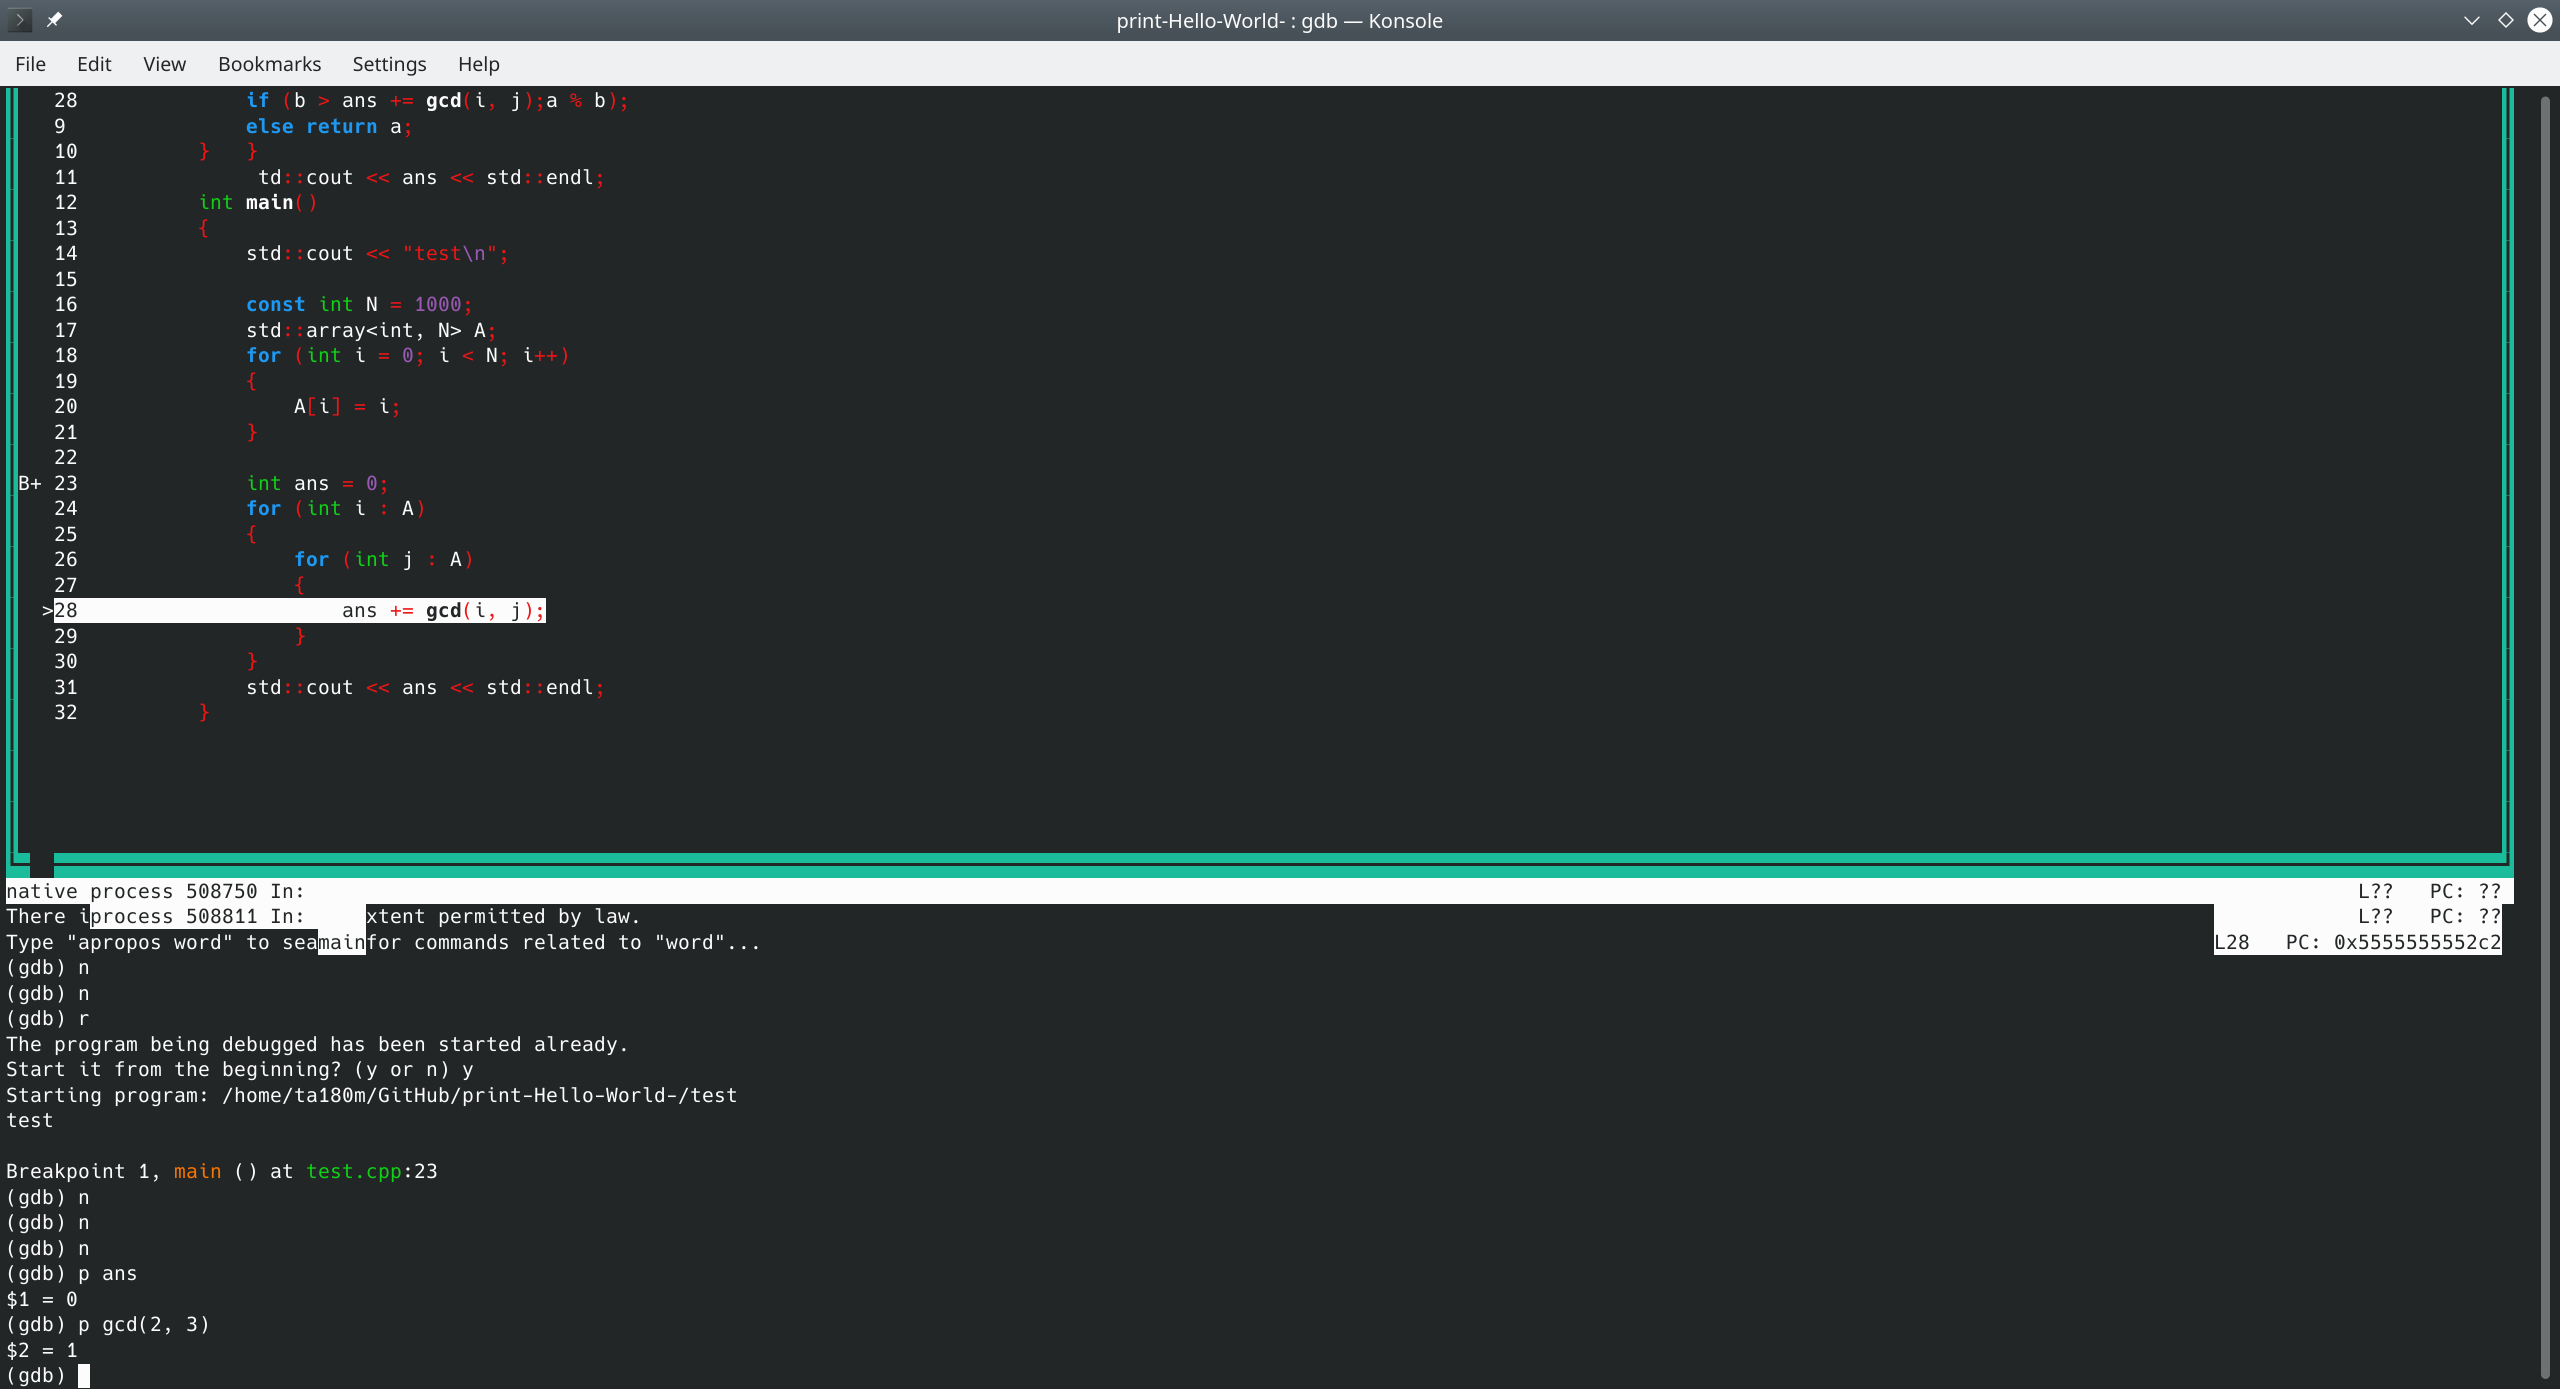 print-Hello-World- : gdb — Konsole
File Edit View Bookmarks Settings Help
28              if (b > ans += gcd(i, j);a % b);
9               else return a;
10          }   }
11               td::cout << ans << std::endl;
12          int main()
13          {
14              std::cout << "test\n";
15
16              const int N = 1000;
17              std::array<int, N> A;
18              for (int i = 0; i < N; i++)
19              {
20                  A[i] = i;
21              }
22
B+ 23              int ans = 0;
24              for (int i : A)
25              {
26                  for (int j : A)
27                  {
>28                      ans += gcd(i, j);
29                  }
30              }
31              std::cout << ans << std::endl;
32          }
native process 508750 In: L?? PC: ??
There iprocess 508811 In: xtent permitted by law. L?? PC: ??
Type "apropos word" to seamainfor commands related to "word"... L28 PC: 0x5555555552c2
(gdb) n
(gdb) n
(gdb) r
The program being debugged has been started already.
Start it from the beginning? (y or n) y
Starting program: /home/ta180m/GitHub/print-Hello-World-/test
test
Breakpoint 1, main () at test.cpp:23
(gdb) n
(gdb) n
(gdb) n
(gdb) p ans
$1 = 0
(gdb) p gcd(2, 3)
$2 = 1
(gdb)